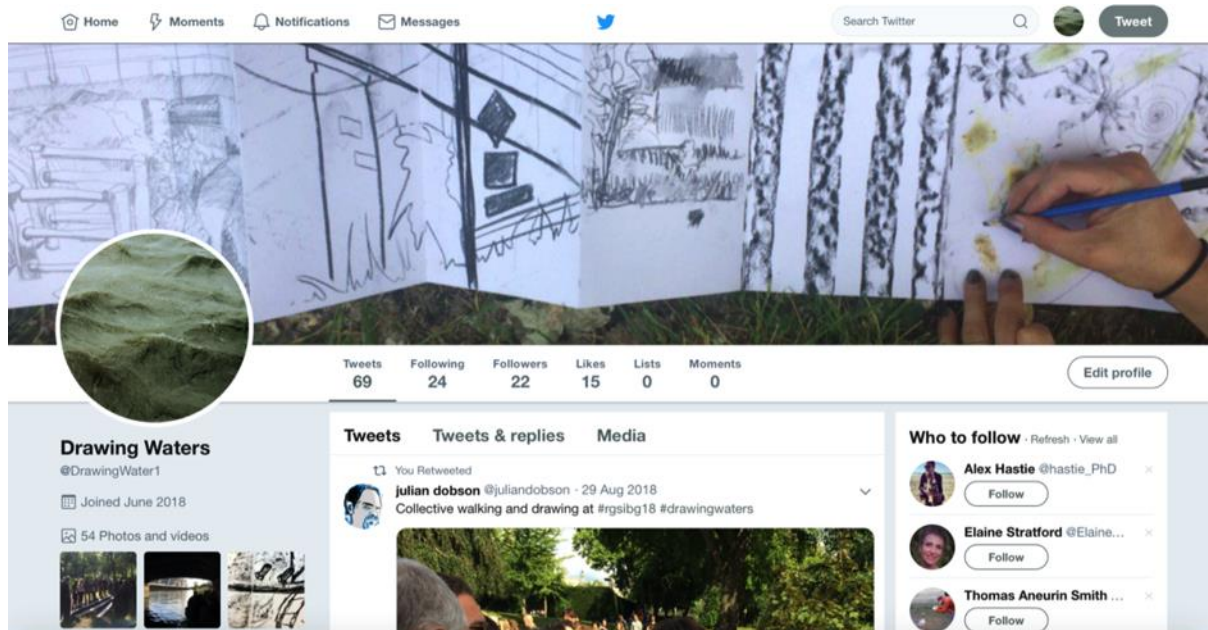 Home Moments Notifications Messages Search Twitter Tweet
Tweets Following Followers Likes Lists Moments
69 24 22 15 0 0
Edit profile
Drawing Waters
@DrawingWater1
Joined June 2018
54 Photos and videos
Tweets Tweets & replies Media
You Retweeted
julian dobson @juliandobson · 29 Aug 2018
Collective walking and drawing at #rgsibg18 #drawingwaters
Who to follow · Refresh · View all
Alex Hastie @hastie_PhD
Follow
Elaine Stratford @Elaine...
Follow
Thomas Aneurin Smith ...
Follow